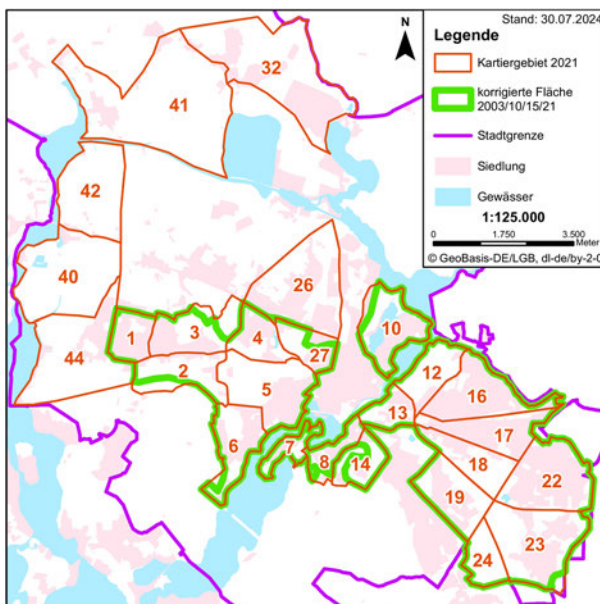 Stand: 30.07.2024
N
Legende
Kartiergebiet 2021
korrigierte Fläche
2003/10/15/21
Stadtgrenze
Siedlung
Gewässer
1:125.000
0 1.750 3.500
Meter
© GeoBasis-DE/LGB, dl-de/by-2-0
32
41
42
40
26
44
1
3
4
27
10
2
5
12
16
13
17
6
7
8
14
18
19
22
23
24